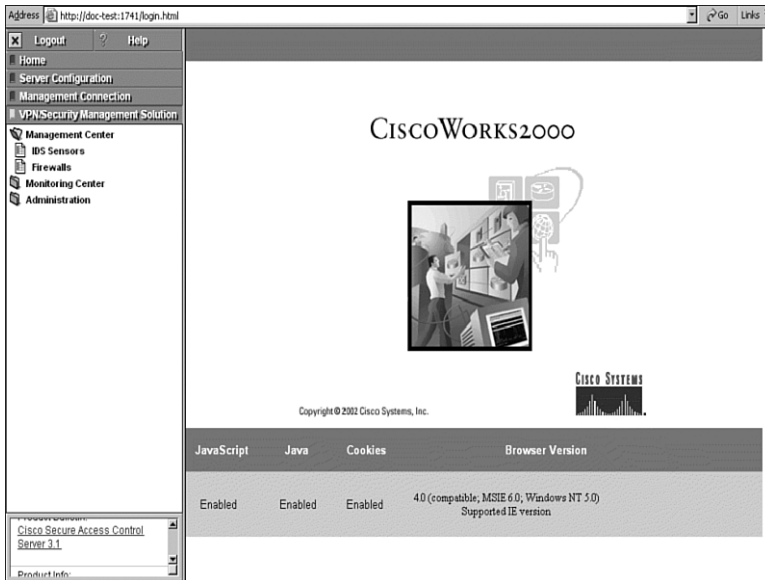 Address http://doc-test:1741/login.html Go Links
Logout ? Help
Home
Server Configuration
Management Connection
VPN/Security Management Solution
Management Center
IDS Sensors
Firewalls
Monitoring Center
Administration
CISCOWORKS2000
CISCO SYSTEMS
Copyright © 2002 Cisco Systems, Inc.
JavaScript Java Cookies Browser Version
Enabled Enabled Enabled 4.0 (compatible; MSIE 6.0; Windows NT 5.0)
Supported IE version
Product Bulletin:
Cisco Secure Access Control
Server 3.1
Product Info: